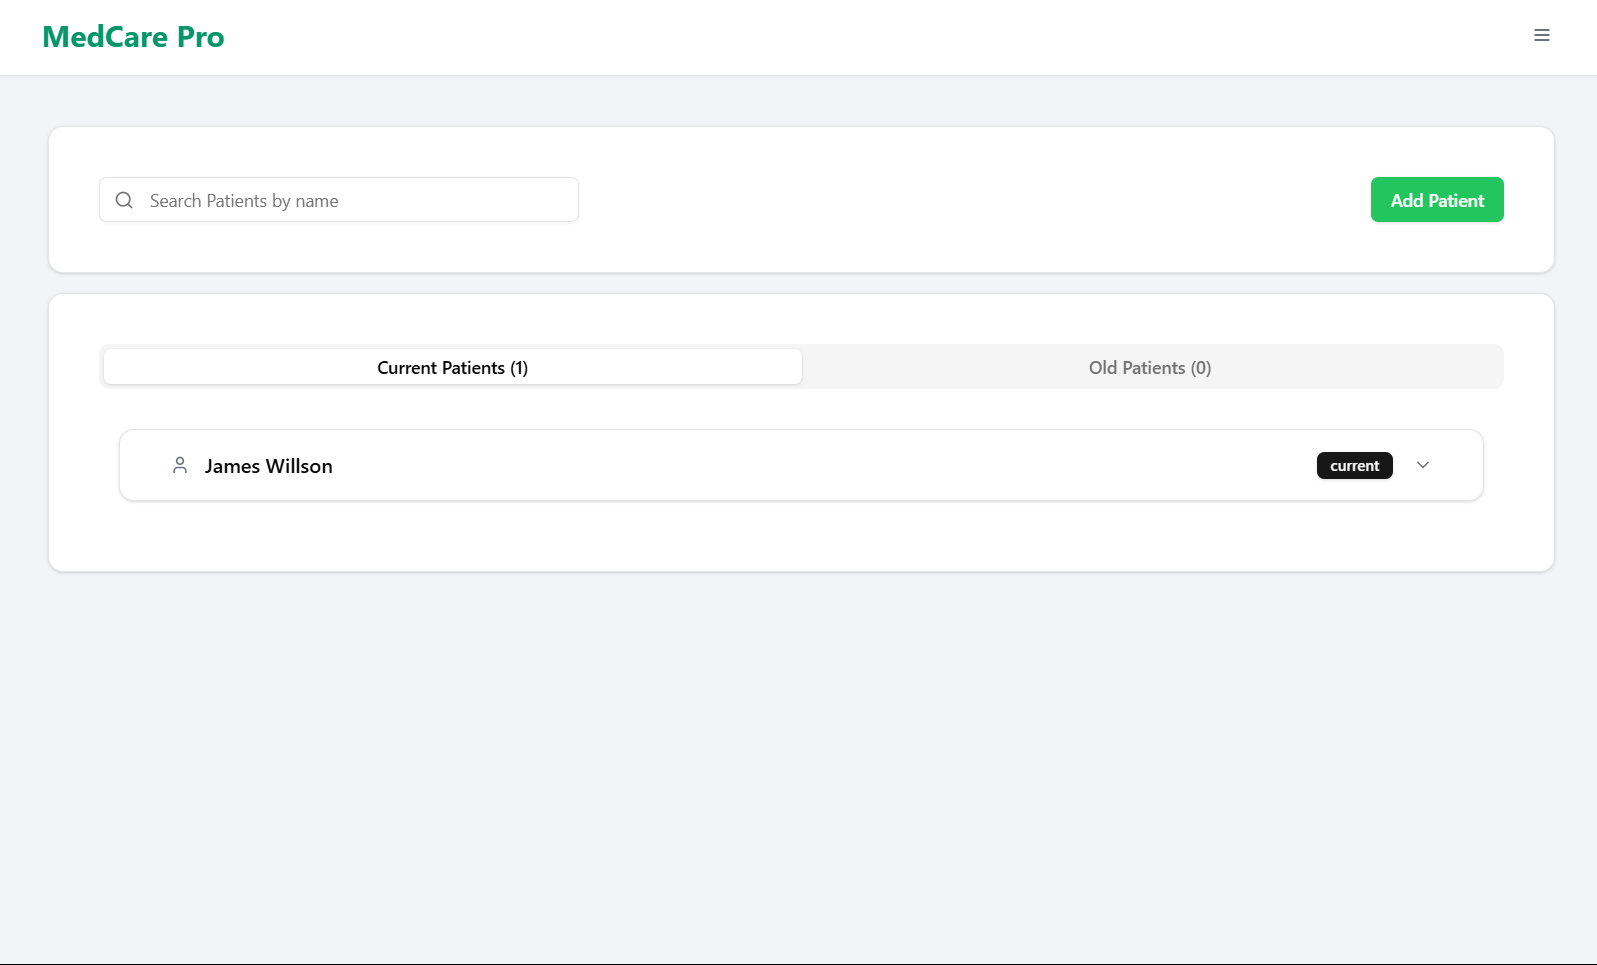 MedCare Pro
Search Patients by name
Add Patient
Current Patients (1)
Old Patients (0)
James Willson
current